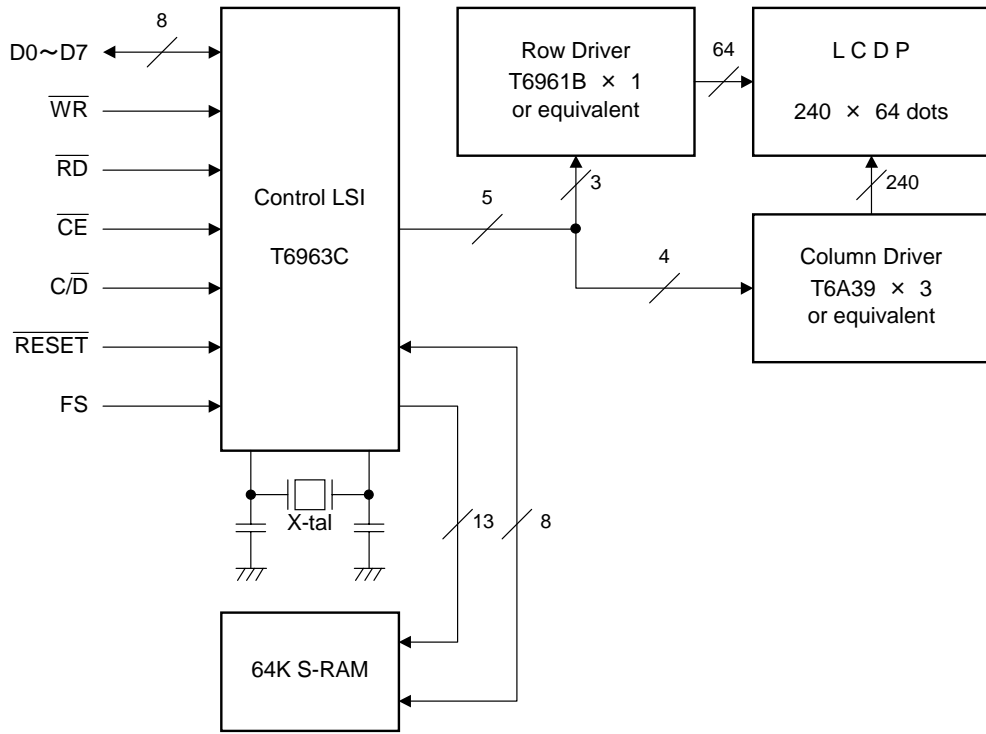 8
D0～D7
WR
RD
CE
C/D
RESET
FS
Control LSI
T6963C
X-tal
5
3
4
Row Driver
T6961B × 1
or equivalent
64
L C D P
240 × 64 dots
240
Column Driver
T6A39 × 3
or equivalent
13
8
64K S-RAM